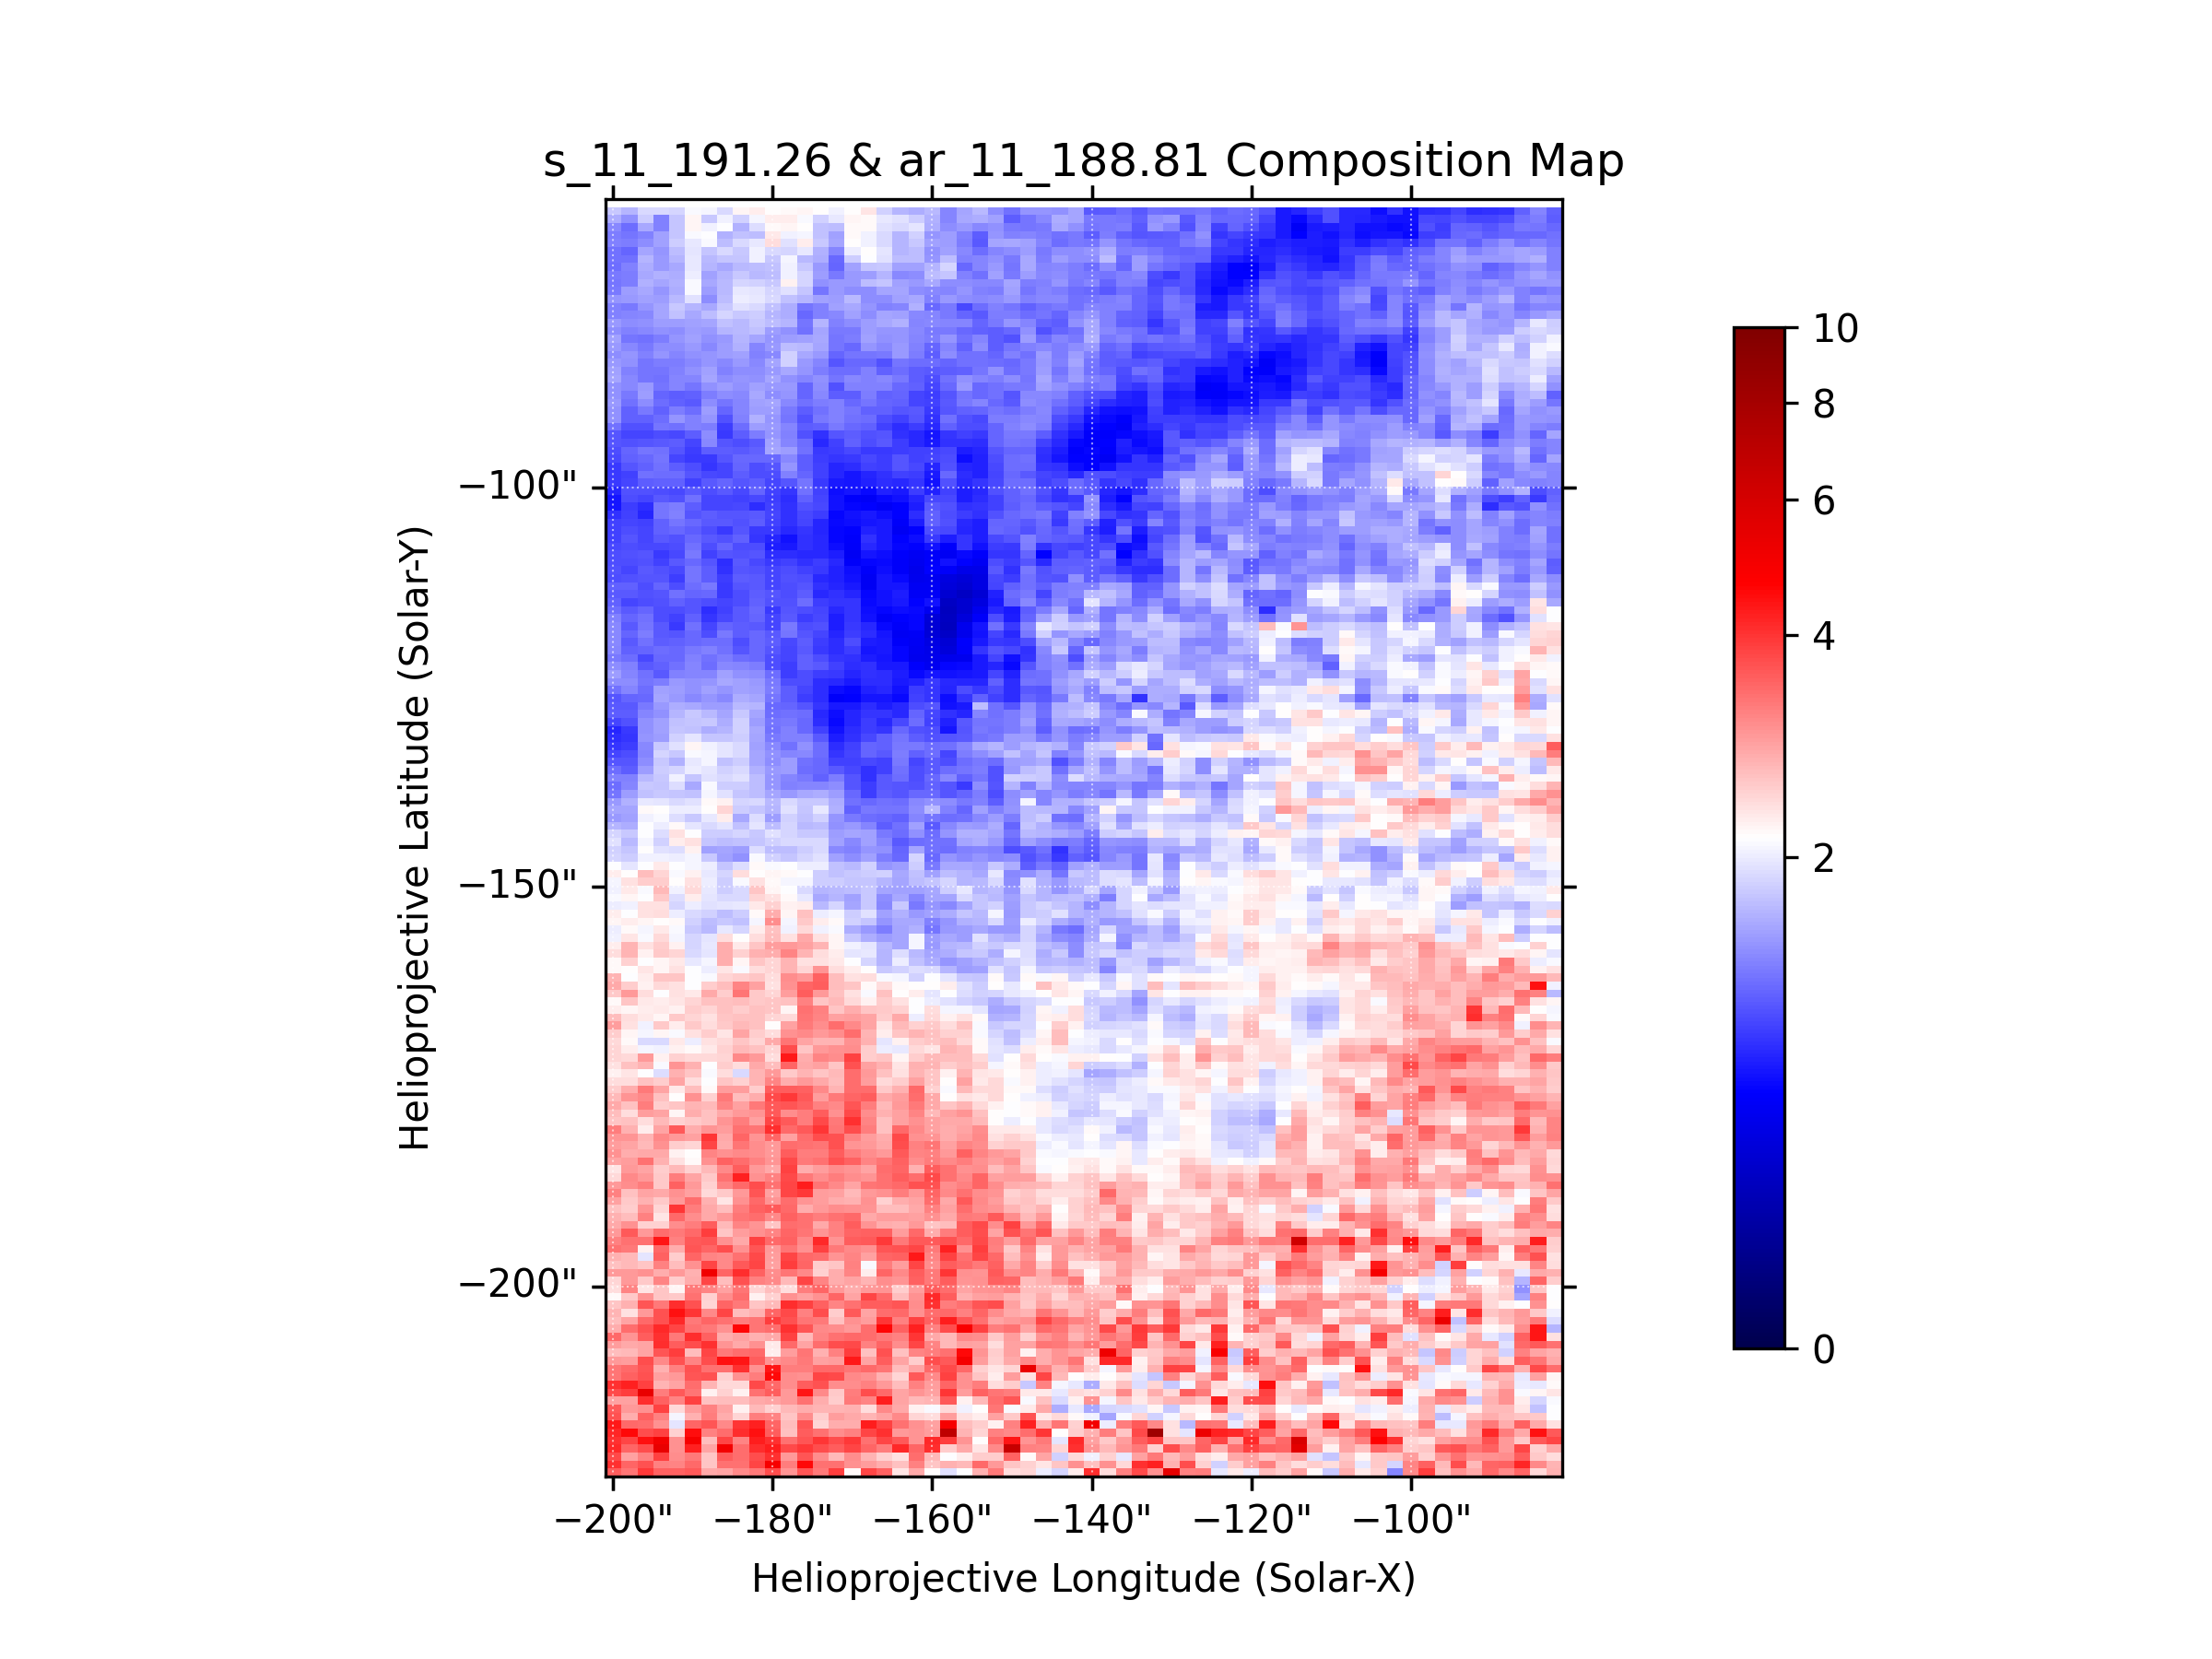 s_11_191.26 & ar_11_188.81 Composition Map
Helioprojective Latitude (Solar-Y)
−100"
−150"
−200"
10
8
6
4
2
0
−200" −180" −160" −140" −120" −100"
Helioprojective Longitude (Solar-X)